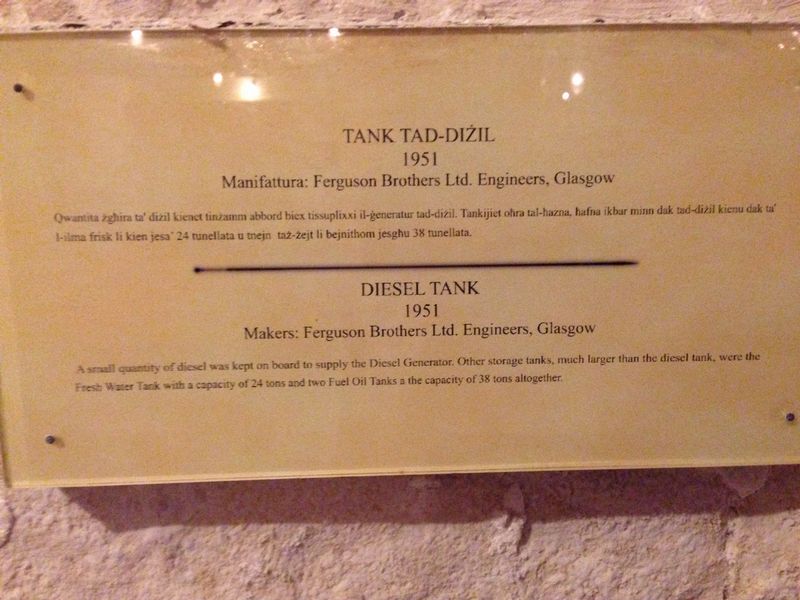 TANK TAD-DIŻIL
1951
Manifattura: Ferguson Brothers Ltd. Engineers, Glasgow
Qwantita żgħira ta' diżil kienet tinżamm abbord biex tissuplixxi il-ġeneratur tad-diżil. Tankijiet oħra tal-ħazna, ħafna ikbar minn dak tad-diżil kienu dak ta'
l-ilma frisk li kien jesa' 24 tunellata u tnejn taż-żejt li bejniethom jesgħu 38 tunellata.
DIESEL TANK
1951
Makers: Ferguson Brothers Ltd. Engineers, Glasgow
A small quantity of diesel was kept on board to supply the Diesel Generator. Other storage tanks, much larger than the diesel tank, were the
Fresh Water Tank with a capacity of 24 tons and two Fuel Oil Tanks a the capacity of 38 tons altogether.